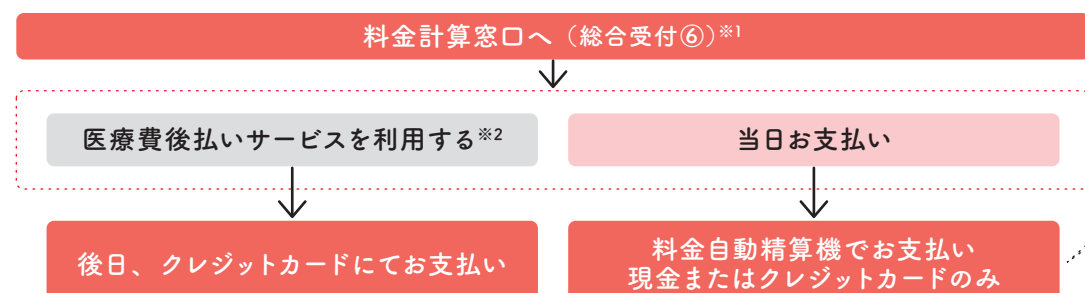 料金計算窓口へ（総合受付⑥）※1
医療費後払いサービスを利用する※2
当日お支払い
後日、クレジットカードにてお支払い
料金自動精算機でお支払い
現金またはクレジットカードのみ